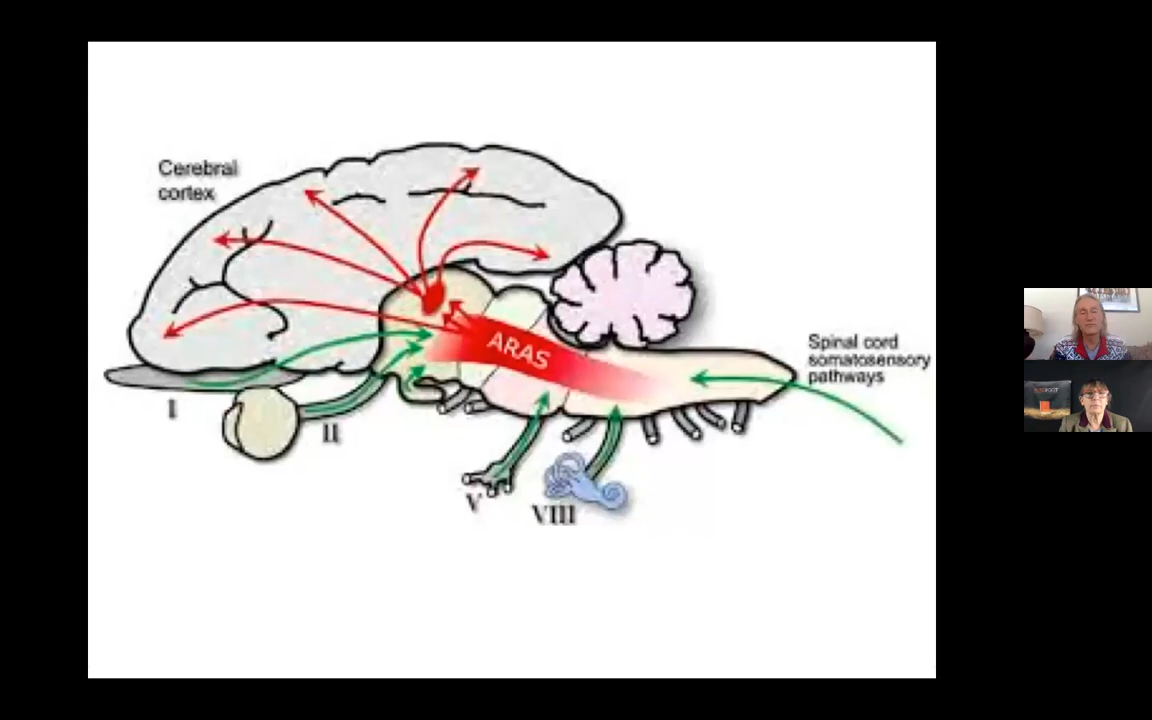 Cerebral
cortex
ARAS
Spinal cord
somatosensory
pathways
I
II
V
VIII